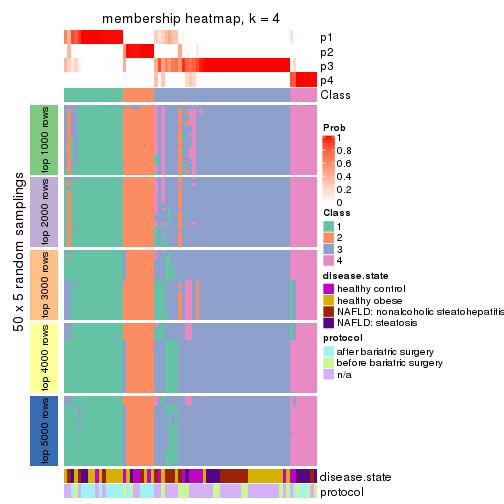 membership heatmap, k = 4
p1
p2
p3
p4
Class
50 x 5 random samplings
top 1000 rows
top 2000 rows
top 3000 rows
top 4000 rows
top 5000 rows
disease.state
protocol
Prob
1
0.8
0.6
0.4
0.2
0
Class
1
2
3
4
disease.state
healthy control
healthy obese
NAFLD: nonalcoholic steatohepatitis
NAFLD: steatosis
protocol
after bariatric surgery
before bariatric surgery
n/a